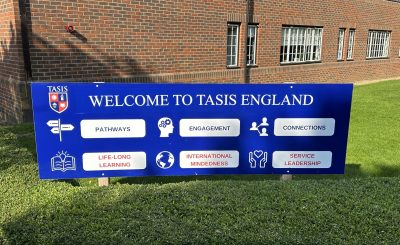 TASIS
WELCOME TO TASIS ENGLAND
PATHWAYS
ENGAGEMENT
CONNECTIONS
LIFE-LONG
LEARNING
INTERNATIONAL
MINDEDNESS
SERVICE
LEADERSHIP